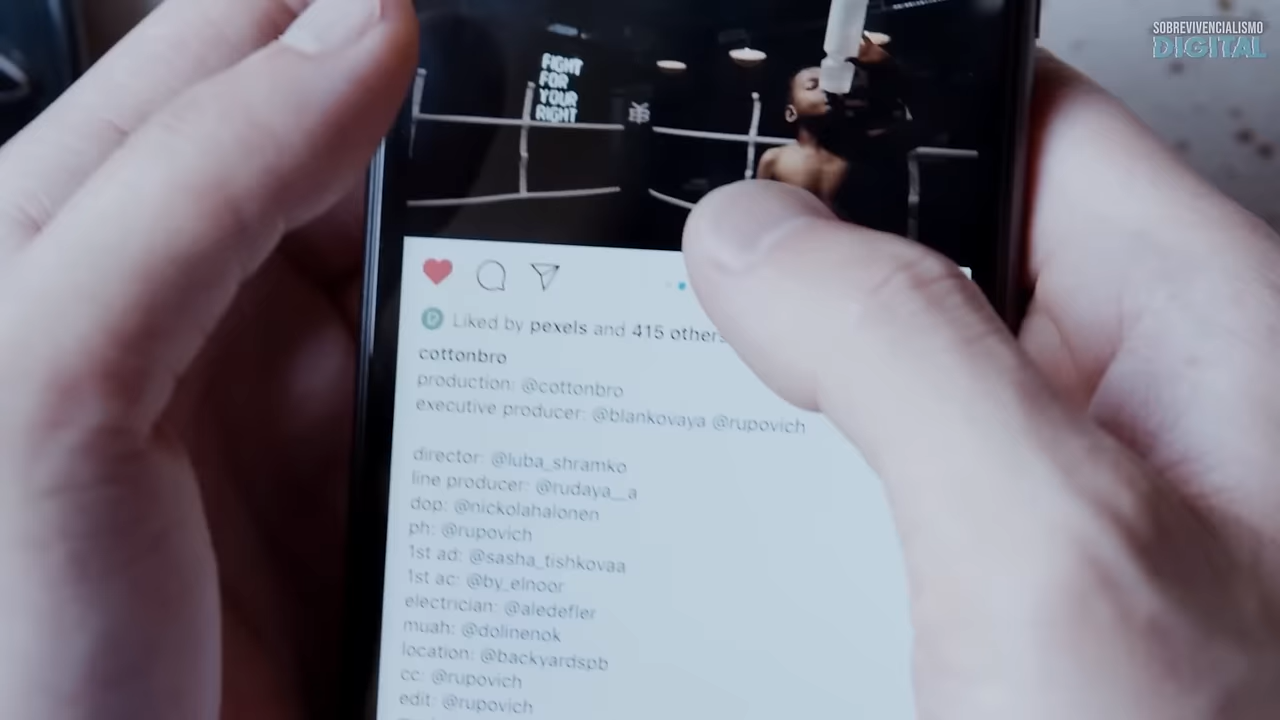 SOBREVIVENCIALISMO
DIGITAL
FIGHT
FOR
YOUR
RIGHT
Liked by pexels and 415 others
cottonbro
production: @cottonbro
executive producer: @blankovaya @rupovich
director: @luba_shramko
line producer: @rudaya__a
dop: @nickolahalonen
ph: @rupovich
1st ad: @sasha_tishkovaa
1st ac: @by_elnoor
electrician: @aledefler
muah: @dolinenok
location: @backyardspb
cc: @rupovich
edit: @rupovich